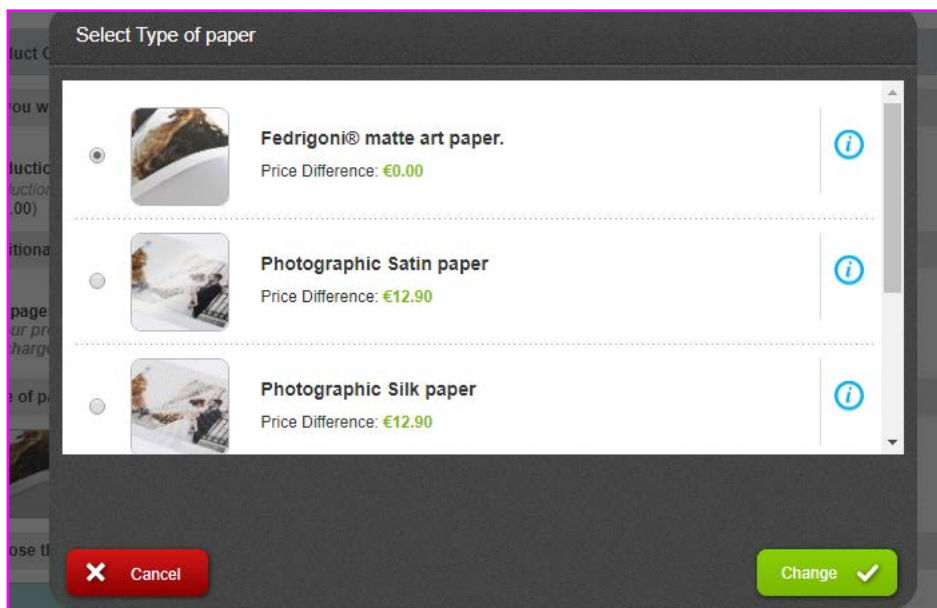 Select Type of paper
Fedrigoni® matte art paper.
Price Difference: €0.00
Photographic Satin paper
Price Difference: €12.90
Photographic Silk paper
Price Difference: €12.90
Cancel
Change